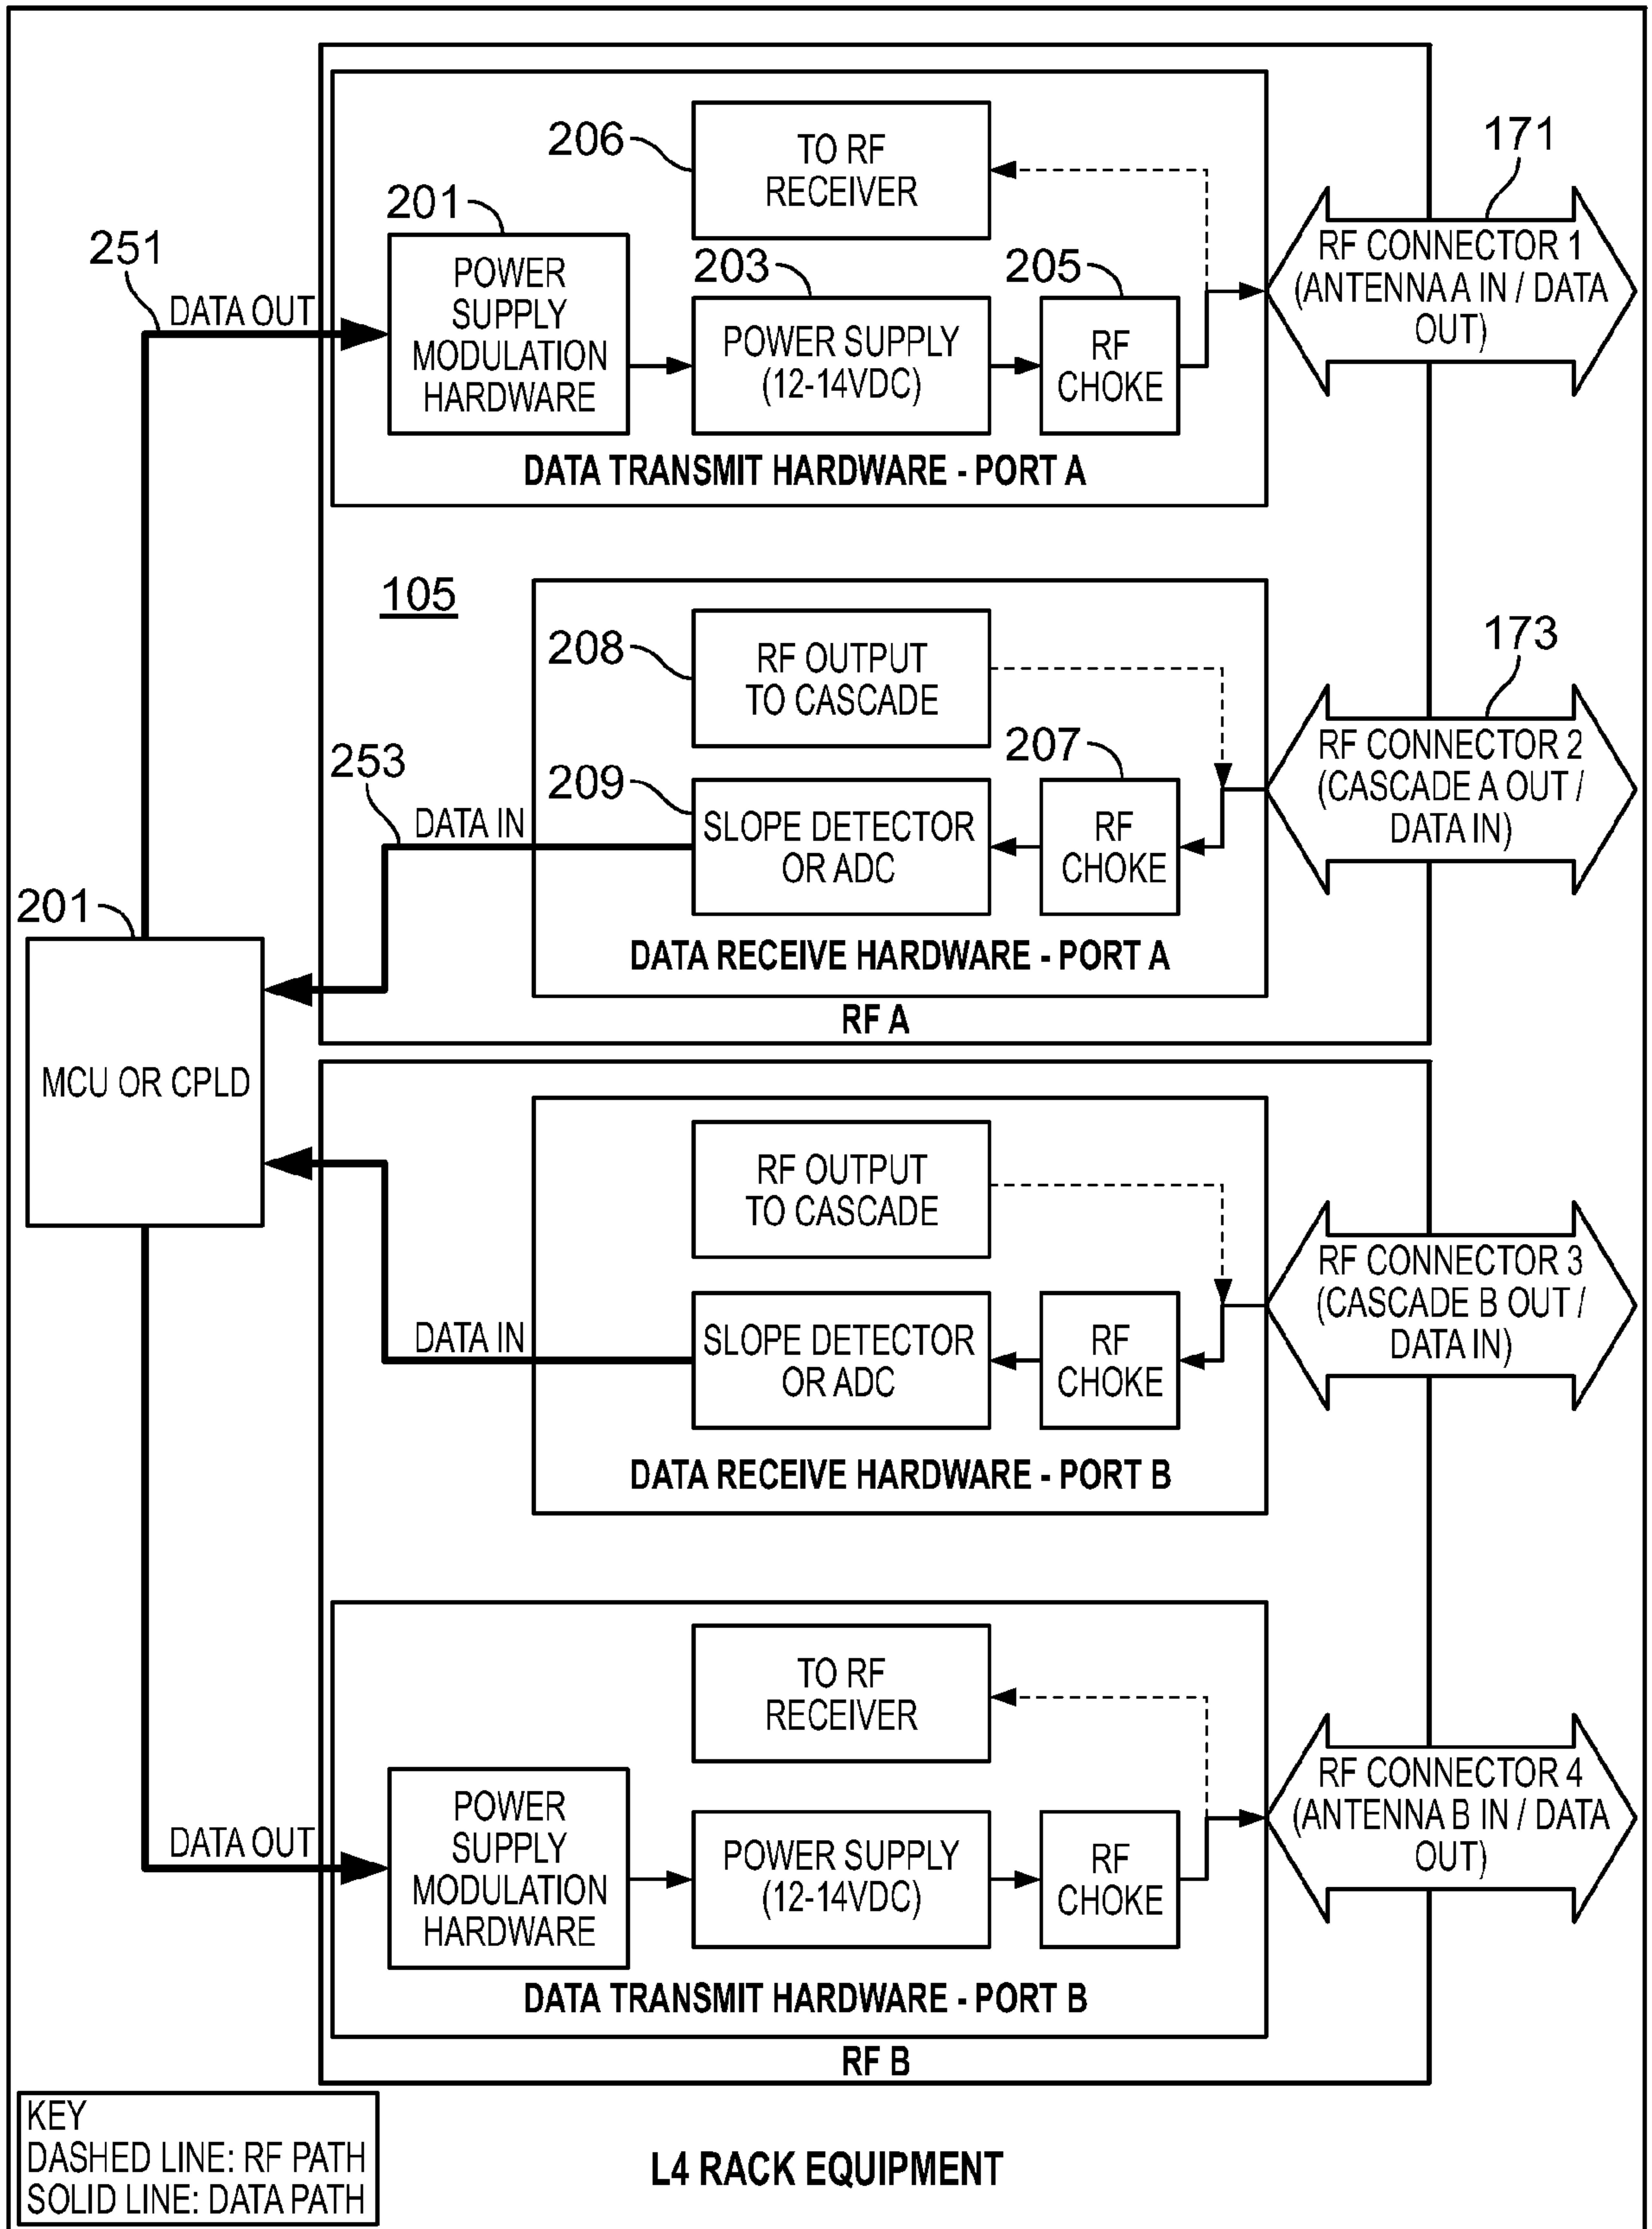 206
TO RF
RECEIVER
171
201
251
DATA OUT
POWER
SUPPLY
MODULATION
HARDWARE
203
POWER SUPPLY
(12-14VDC)
205
RF
CHOKE
RF CONNECTOR 1
(ANTENNA A IN / DATA
OUT)
DATA TRANSMIT HARDWARE - PORT A
105
208
RF OUTPUT
TO CASCADE
173
253
DATA IN
209
SLOPE DETECTOR
OR ADC
207
RF
CHOKE
RF CONNECTOR 2
(CASCADE A OUT /
DATA IN)
DATA RECEIVE HARDWARE - PORT A
RF A
201
MCU OR CPLD
RF OUTPUT
TO CASCADE
DATA IN
SLOPE DETECTOR
OR ADC
RF
CHOKE
RF CONNECTOR 3
(CASCADE B OUT /
DATA IN)
DATA RECEIVE HARDWARE - PORT B
TO RF
RECEIVER
DATA OUT
POWER
SUPPLY
MODULATION
HARDWARE
POWER SUPPLY
(12-14VDC)
RF
CHOKE
RF CONNECTOR 4
(ANTENNA B IN / DATA
OUT)
DATA TRANSMIT HARDWARE - PORT B
RF B
KEY
DASHED LINE: RF PATH
SOLID LINE: DATA PATH
L4 RACK EQUIPMENT